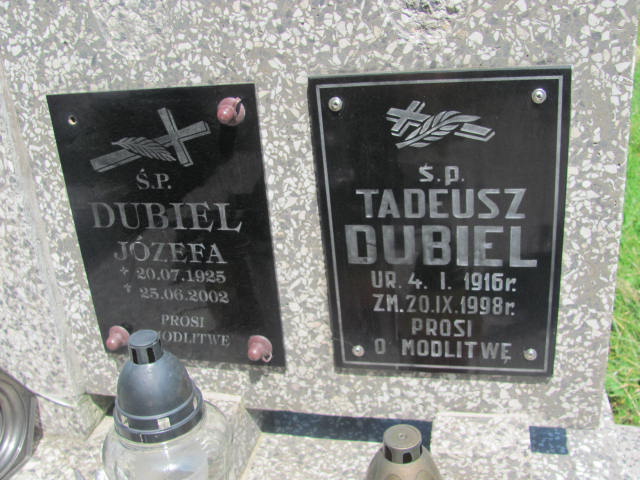 Ś.P.
DUBIEL
JÓZEFA
* 20.07.1925
† 25.06.2002
PROSI
MODLITWĘ
Ś.P.
TADEUSZ
DUBIEL
UR. 4. I. 1916r.
ZM. 20.IX.1998r.
PROSI
O MODLITWĘ